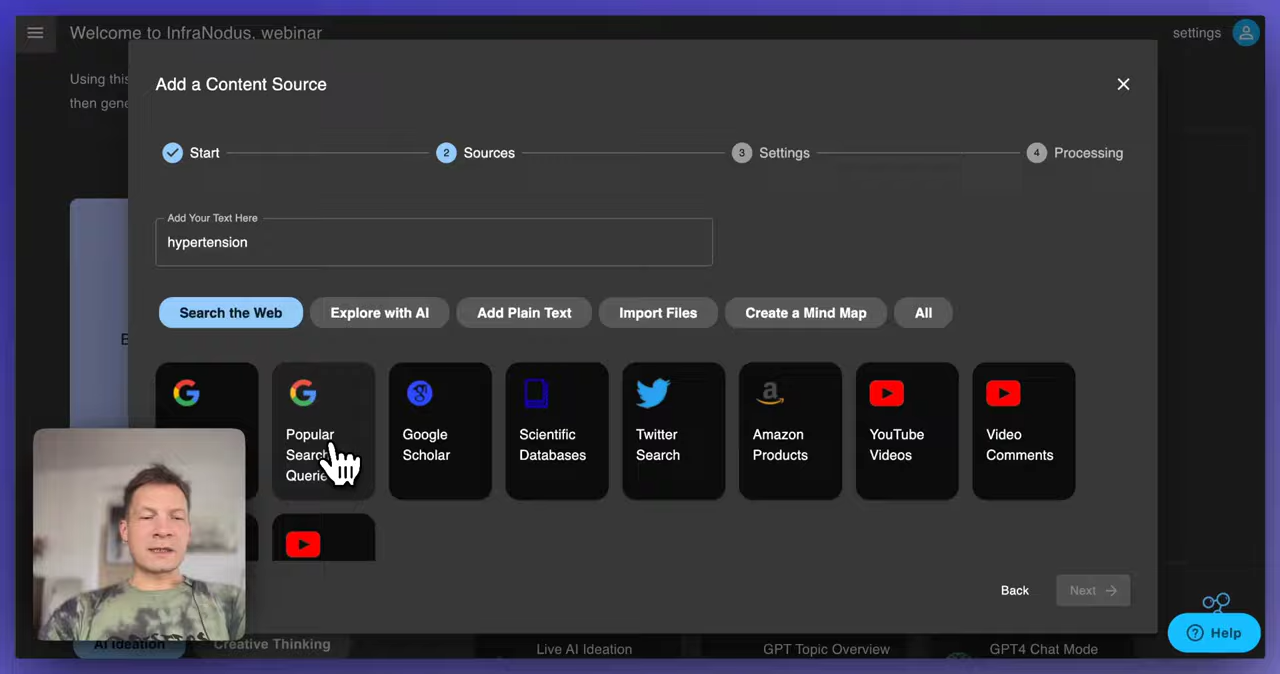 Welcome to InfraNodus, webinar
settings
Using this
then gene
Add a Content Source
Start
2
Sources
3
Settings
4
Processing
Add Your Text Here
hypertension
Search the Web
Explore with AI
Add Plain Text
Import Files
Create a Mind Map
All
Popular
Search
Querie
Google
Scholar
Scientific
Databases
Twitter
Search
Amazon
Products
YouTube
Videos
Video
Comments
Back
Next
Help
AI Ideation
Creative Thinking
Live AI Ideation
GPT Topic Overview
GPT4 Chat Mode